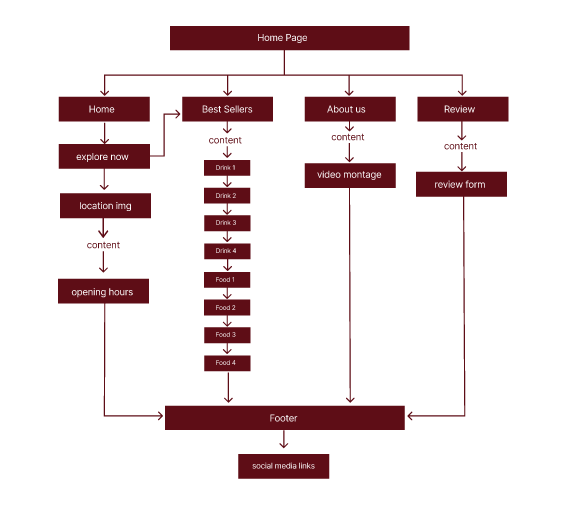 Home Page
Home
Best Sellers
About us
Review
explore now
content
content
content
Drink 1
video montage
review form
Drink 2
location img
Drink 3
content
Drink 4
Food 1
opening hours
Food 2
Food 3
Food 4
Footer
social media links